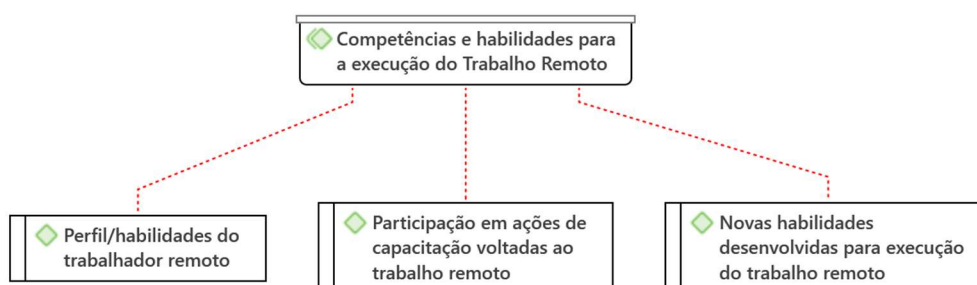 Competências e habilidades para
a execução do Trabalho Remoto
Perfil/habilidades do
trabalhador remoto
Participação em ações de
capacitação voltadas ao
trabalho remoto
Novas habilidades
desenvolvidas para execução
do trabalho remoto